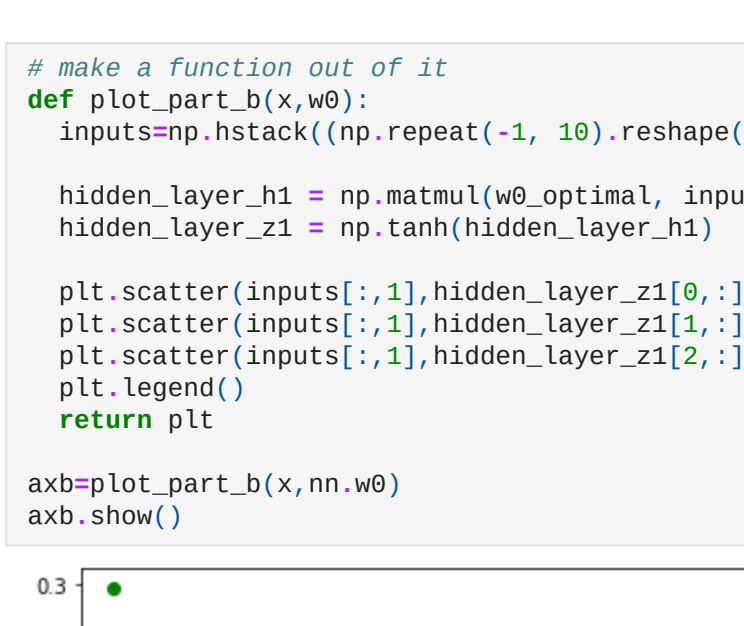 # make a function out of it
def plot_part_b(x,w0):
  inputs=np.hstack((np.repeat(-1, 10).reshape(
  hidden_layer_h1 = np.matmul(w0_optimal, inpu
  hidden_layer_z1 = np.tanh(hidden_layer_h1)
  plt.scatter(inputs[:,1],hidden_layer_z1[0,:]
  plt.scatter(inputs[:,1],hidden_layer_z1[1,:]
  plt.scatter(inputs[:,1],hidden_layer_z1[2,:]
  plt.legend()
  return plt
axb=plot_part_b(x,nn.w0)
axb.show()
0.3